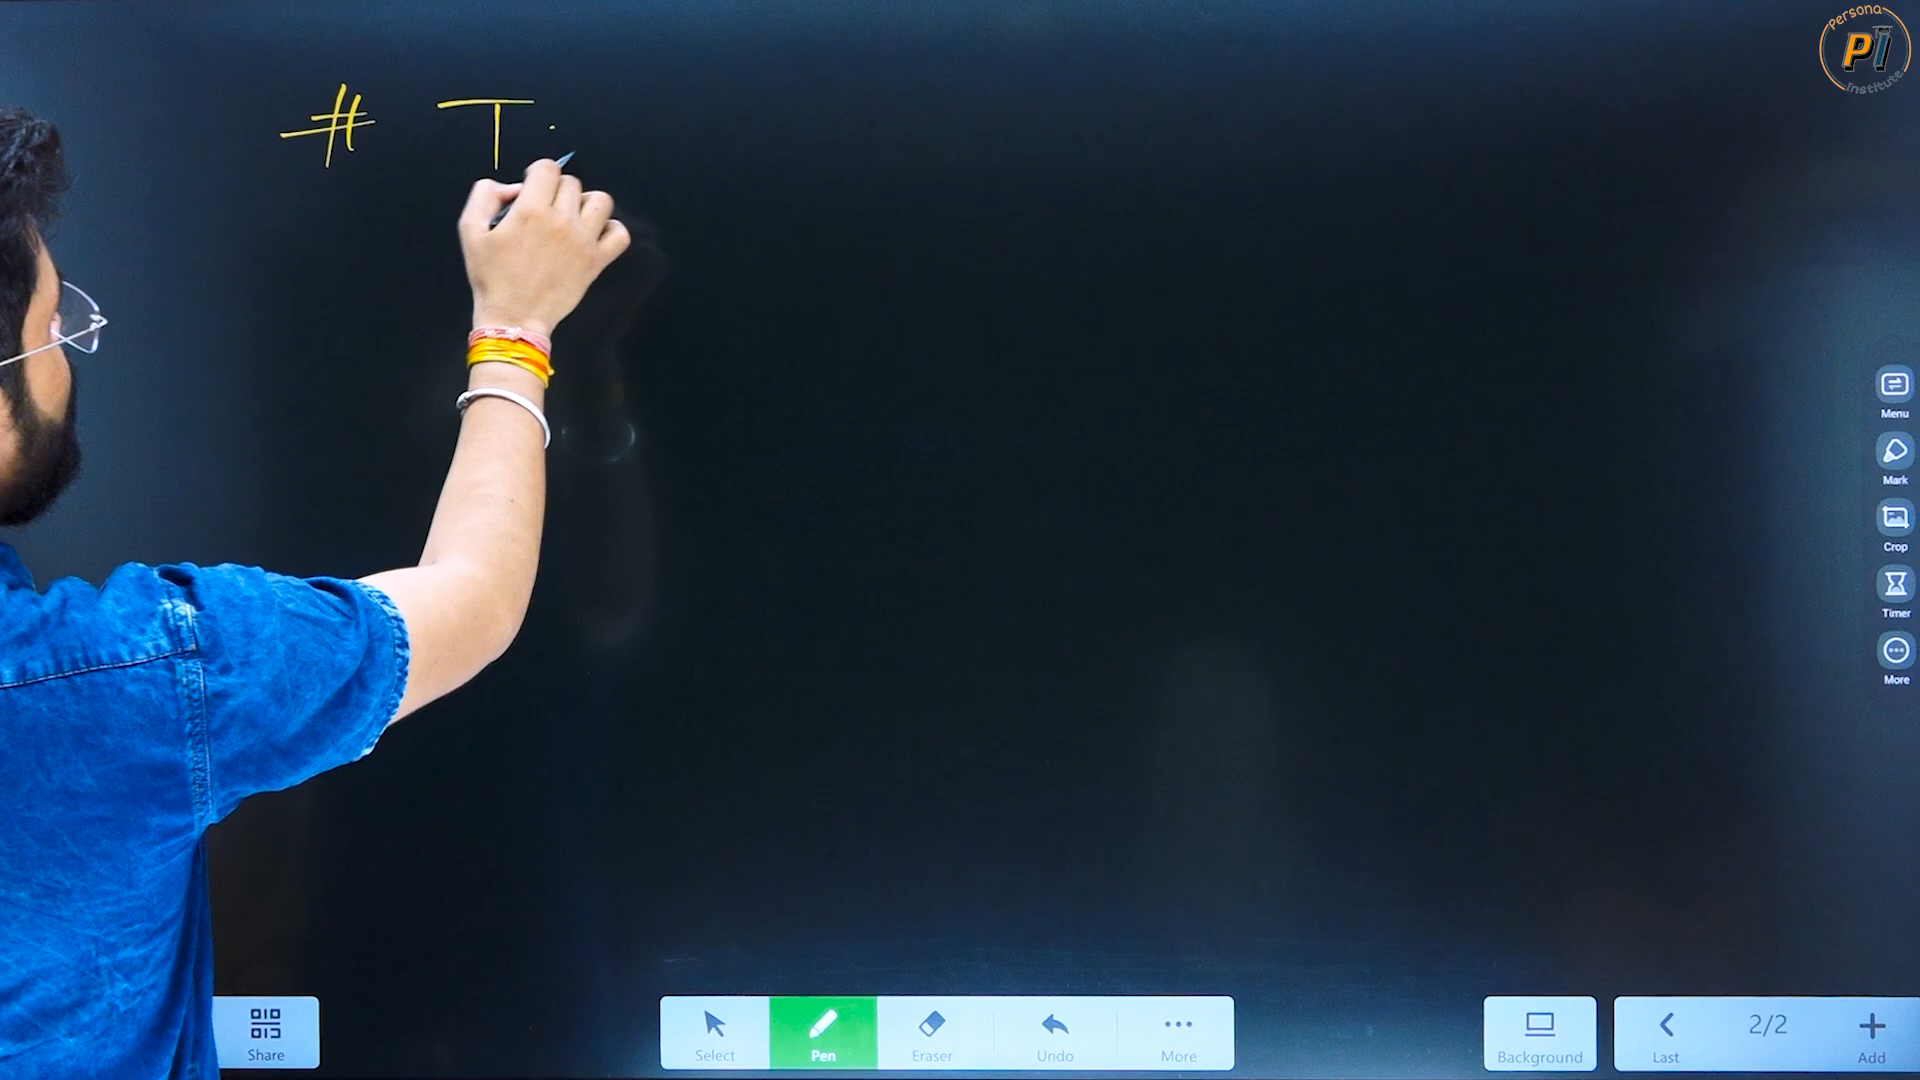 Persona
PI
Institute
# T
Menu
Mark
Crop
Timer
More
Share
Select
Pen
Eraser
Undo
More
Background
Last
2/2
Add